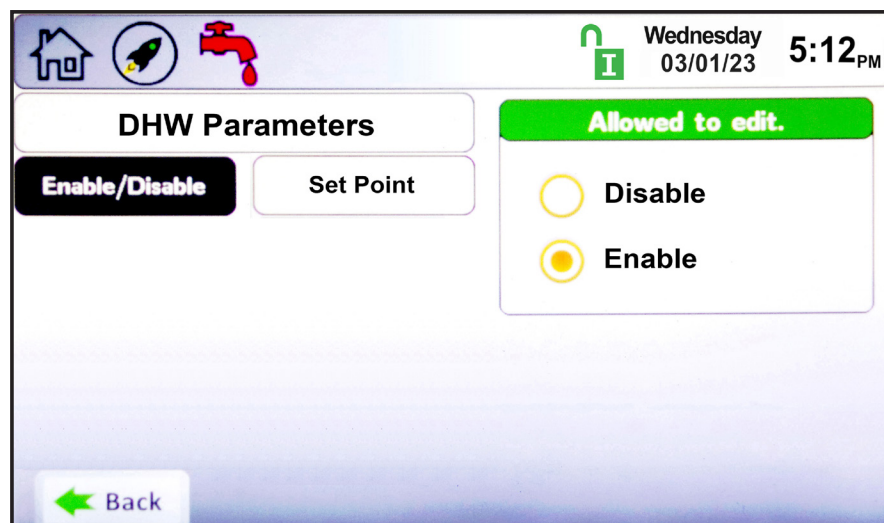 Wednesday
03/01/23
5:12PM
I
DHW Parameters
Allowed to edit.
Enable/Disable
Set Point
Disable
Enable
Back